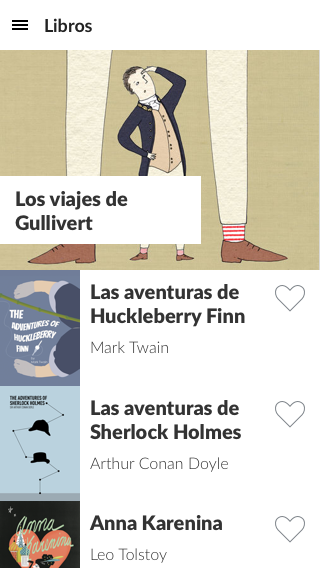 Libros
Los viajes de
Gullivert
THE
ADVENTURES OF
HUCKLEBERRY
FINN
Las aventuras de
Huckleberry Finn
Mark Twain
THE ADVENTURES OF
SHERLOCK HOLMES
Las aventuras de
Sherlock Holmes
Arthur Conan Doyle
Anna
Karenina
Anna Karenina
Leo Tolstoy